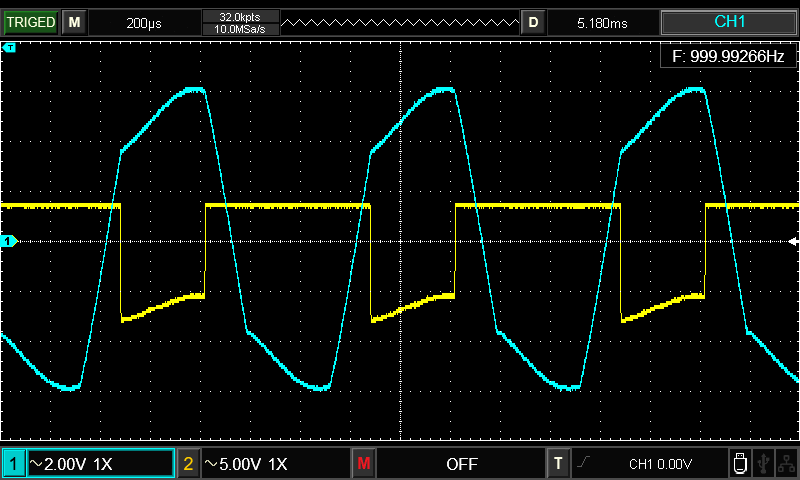 TRIGED M 200μs 32.0kpts D 5.180ms CH1
10.0MSa/s
T
F: 999.99266Hz
1
1 ~2.00V 1X 2 ~5.00V 1X M OFF T CH1 0.00V